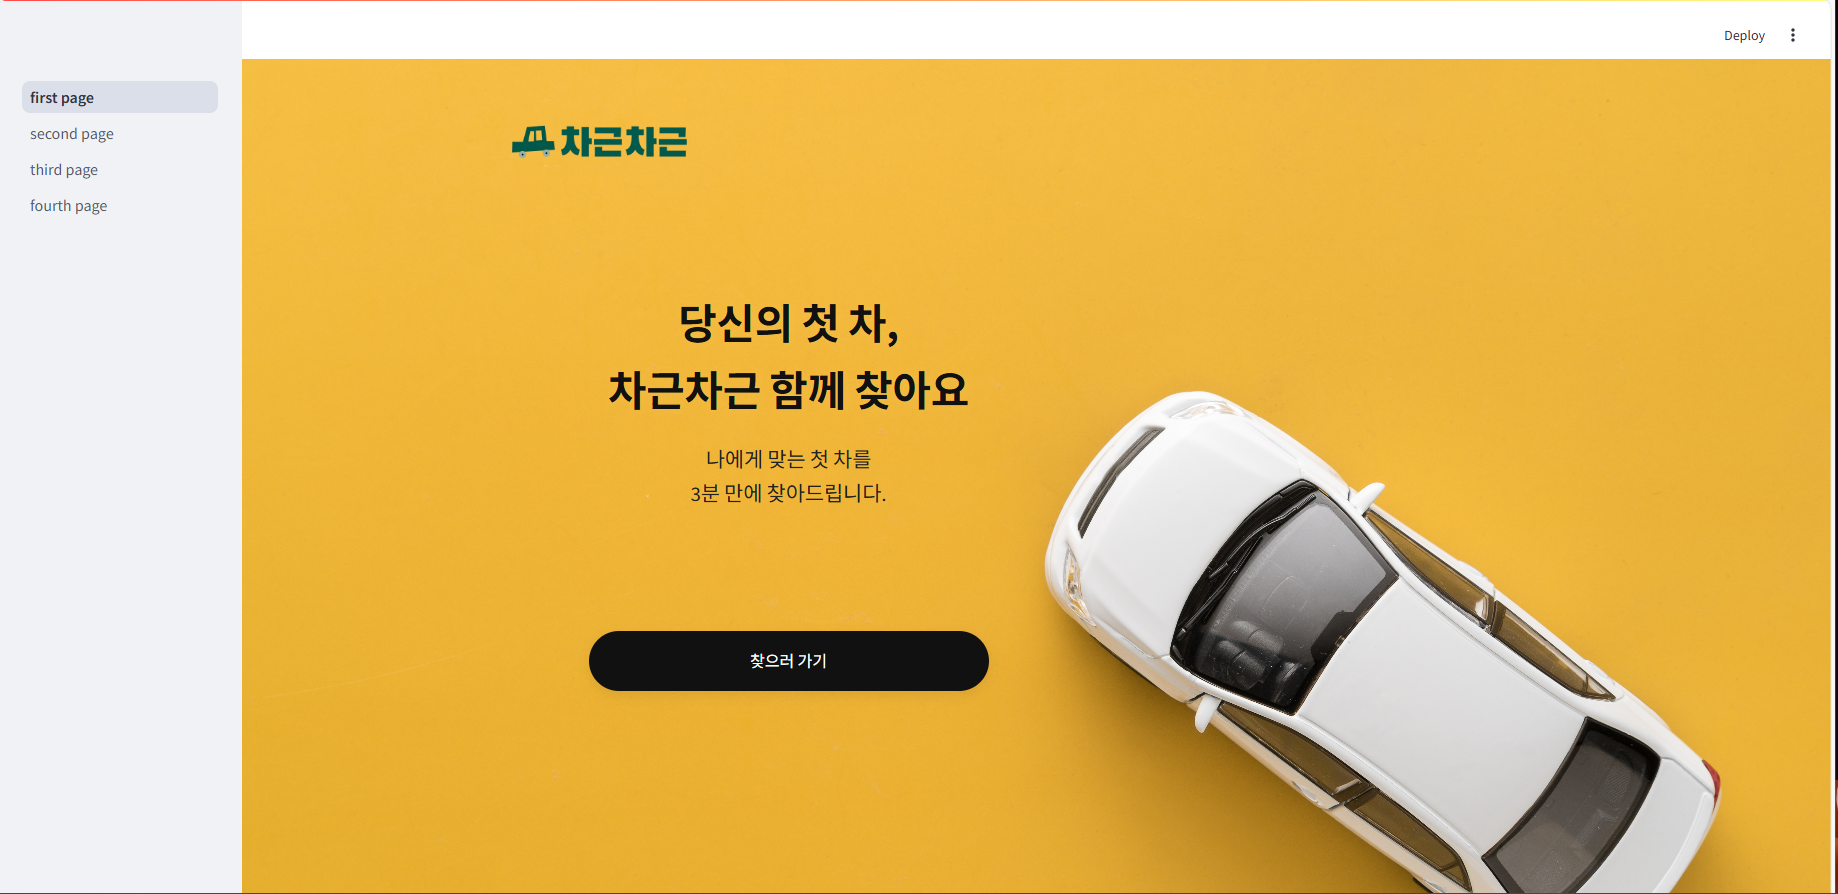 Deploy
first page
second page
third page
fourth page
차근차근
당신의 첫 차,
차근차근 함께 찾아요
나에게 맞는 첫 차를
3분 만에 찾아드립니다.
찾으러 가기